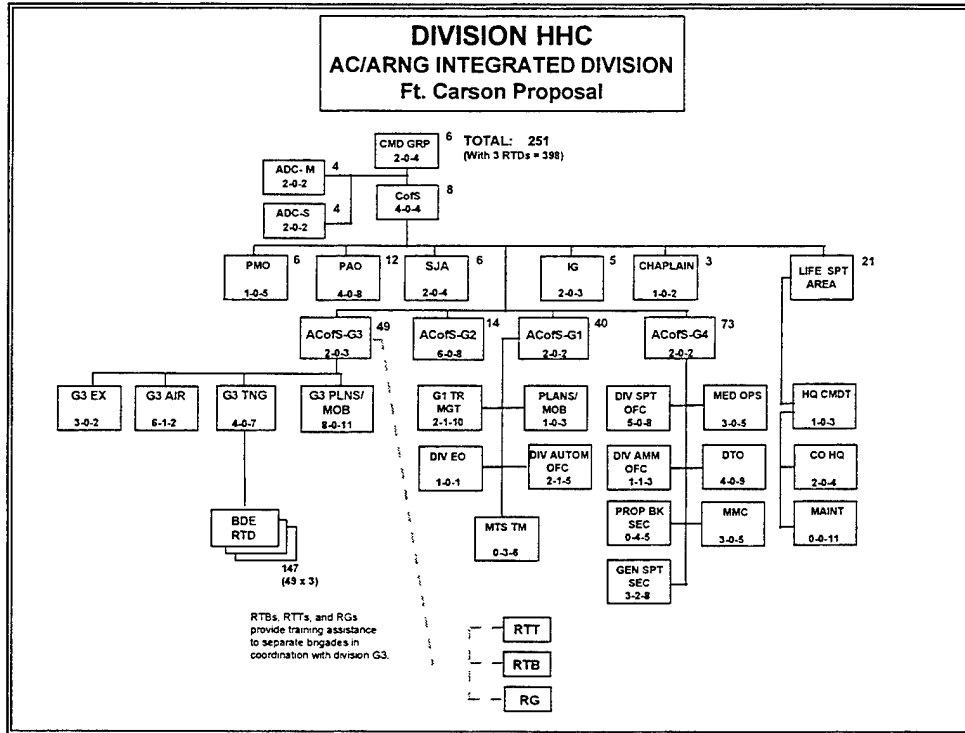 DIVISION HHC
AC/ARNG INTEGRATED DIVISION
Ft. Carson Proposal
CMD GRP
2-0-4
6
TOTAL: 251
(With 3 RTDs = 398)
ADC- M
2-0-2
4
CofS
4-0-4
8
ADC-S
2-0-2
4
PMO
1-0-5
6
PAO
4-0-8
12
SJA
2-0-4
6
IG
2-0-3
5
CHAPLAIN
1-0-2
3
LIFE SPT
AREA
21
ACofS-G3
2-0-3
49
ACofS-G2
6-0-8
14
ACofS-G1
2-0-2
40
ACofS-G4
2-0-2
73
G3 EX
3-0-2
G3 AIR
6-1-2
G3 TNG
4-0-7
G3 PLNS/
MOB
8-0-11
G1 TR
MGT
2-1-10
PLANS/
MOB
1-0-3
DIV SPT
OFC
5-0-8
MED OPS
3-0-5
HQ CMDT
1-0-3
DIV EO
1-0-1
DIV AUTOM
OFC
2-1-5
DIV AMM
OFC
1-1-3
DTO
4-0-9
CO HQ
2-0-4
BDE
RTD
147
(49 x 3)
MTS TM
0-3-6
PROP BK
SEC
0-4-5
MMC
3-0-5
MAINT
0-0-11
GEN SPT
SEC
3-2-8
RTBs, RTTs, and RGs
provide training assistance
to separate brigades in
coordination with division G3.
RTT
RTB
RG